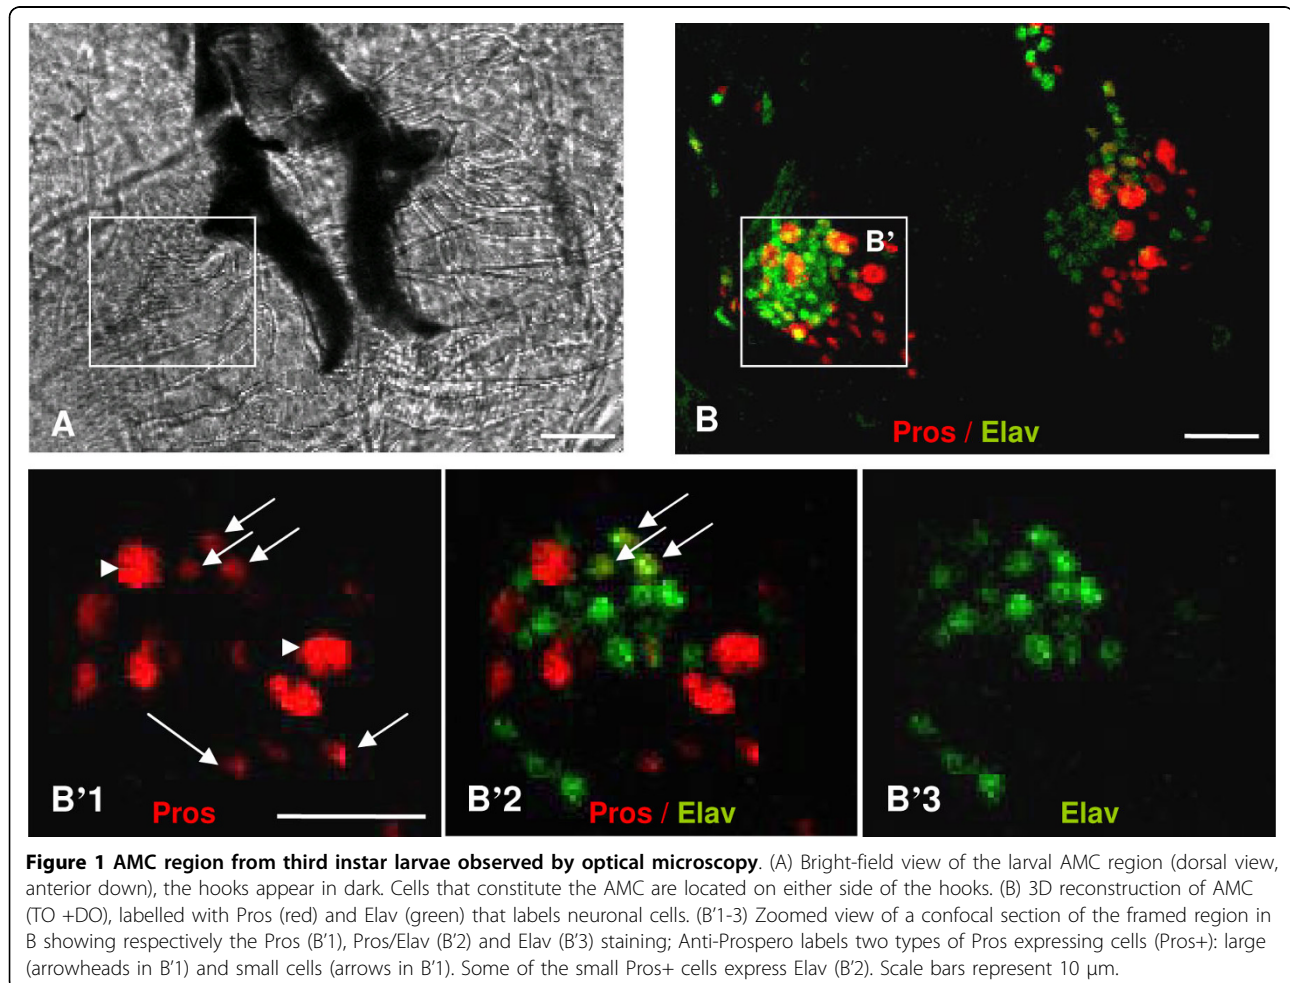 A
B'
B
Pros / Elav
B'1
Pros
B'2
Pros / Elav
B'3
Elav
Figure 1 AMC region from third instar larvae observed by optical microscopy. (A) Bright-field view of the larval AMC region (dorsal view,
anterior down), the hooks appear in dark. Cells that constitute the AMC are located on either side of the hooks. (B) 3D reconstruction of AMC
(TO +DO), labelled with Pros (red) and Elav (green) that labels neuronal cells. (B'1-3) Zoomed view of a confocal section of the framed region in
B showing respectively the Pros (B'1), Pros/Elav (B'2) and Elav (B'3) staining; Anti-Prospero labels two types of Pros expressing cells (Pros+): large
(arrowheads in B'1) and small cells (arrows in B'1). Some of the small Pros+ cells express Elav (B'2). Scale bars represent 10 μm.